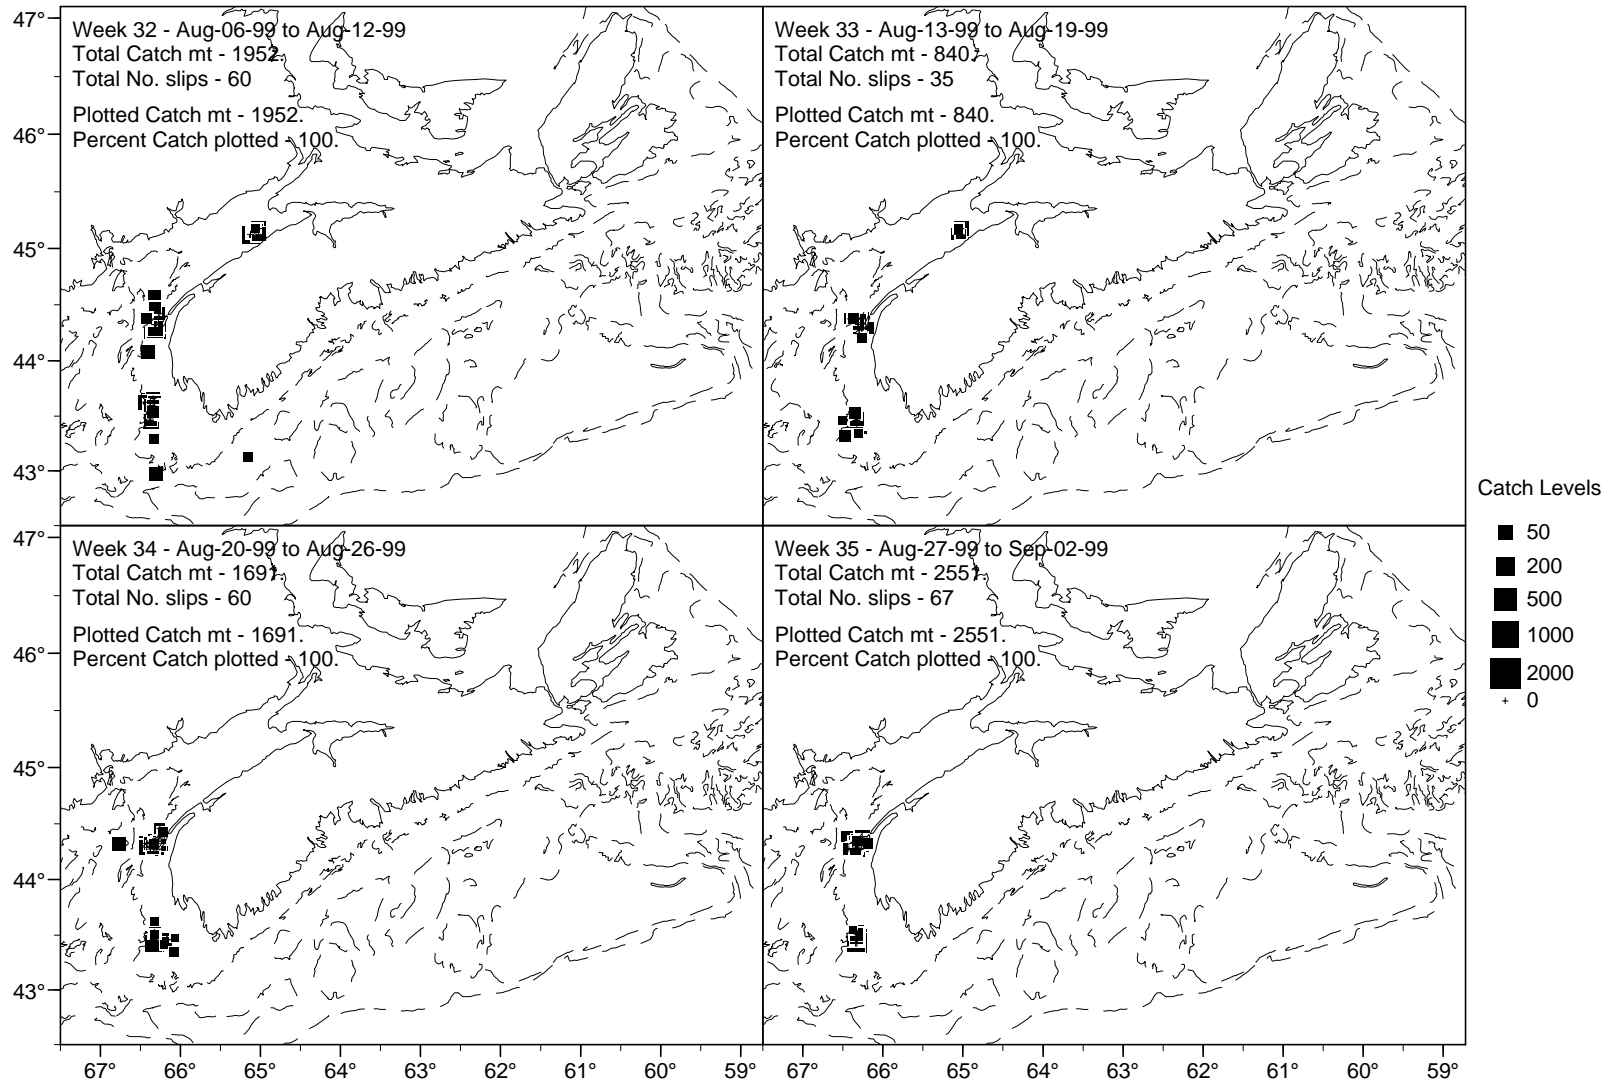 47°
46°
45°
44°
43°
Week 32 - Aug-06-99 to Aug-12-99
Total Catch mt - 1952.
Total No. slips - 60
Plotted Catch mt - 1952.
Percent Catch plotted - 100.
Week 33 - Aug-13-99 to Aug-19-99
Total Catch mt - 840.
Total No. slips - 35
Plotted Catch mt - 840.
Percent Catch plotted - 100.
47°
46°
45°
44°
43°
Week 34 - Aug-20-99 to Aug-26-99
Total Catch mt - 1691.
Total No. slips - 60
Plotted Catch mt - 1691.
Percent Catch plotted - 100.
Week 35 - Aug-27-99 to Sep-02-99
Total Catch mt - 2551.
Total No. slips - 67
Plotted Catch mt - 2551.
Percent Catch plotted - 100.
67° 66° 65° 64° 63° 62° 61° 60° 59° 67° 66° 65° 64° 63° 62° 61° 60° 59°
Catch Levels
50
200
500
1000
2000
0